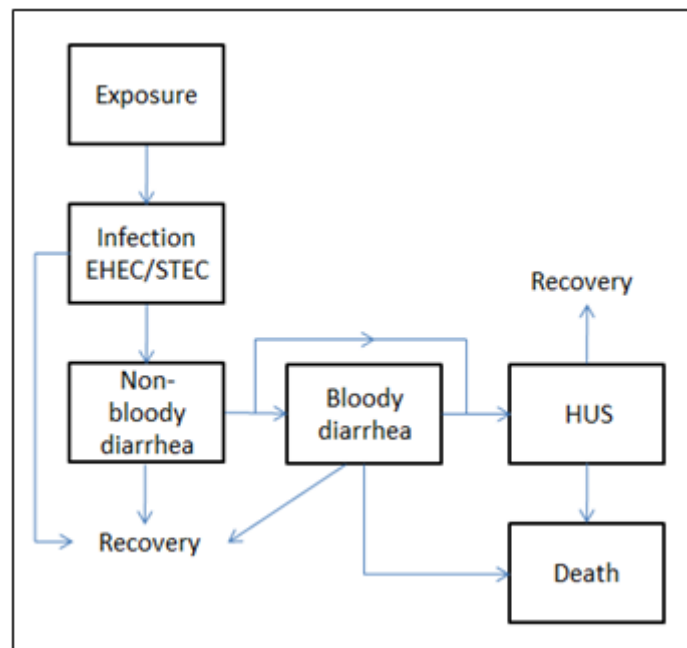 Exposure
Infection
EHEC/STEC
Recovery
Non-
bloody
diarrhea
Bloody
diarrhea
HUS
Recovery
Death